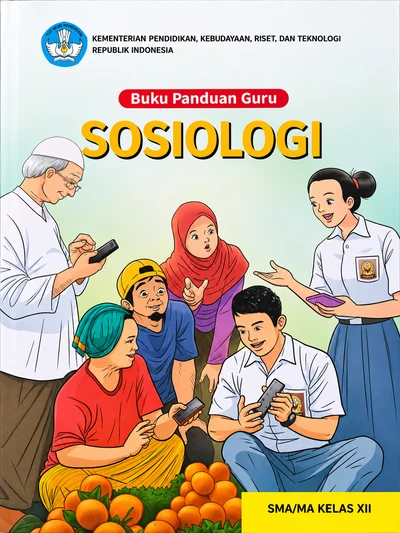 KEMENTERIAN PENDIDIKAN, KEBUDAYAAN, RISET, DAN TEKNOLOGI
REPUBLIK INDONESIA
Buku Panduan Guru
SOSIOLOGI
SMA/MA KELAS XII